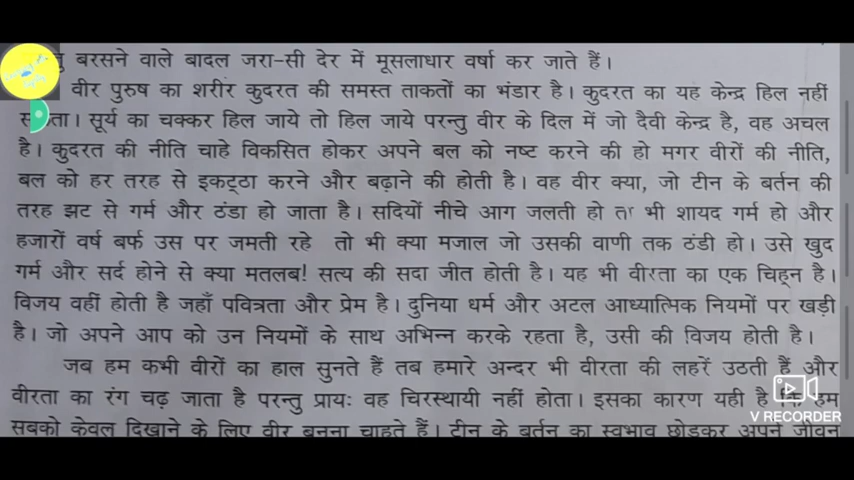 बरसने वाले बादल जरा-सी देर में मूसलाधार वर्षा कर जाते हैं।
वीर पुरुष का शरीर कुदरत की समस्त ताकतों का भंडार है। कुदरत का यह केन्द्र हिल नहीं
सूर्य का चक्कर हिल जाये तो हिल जाये परन्तु वीर के दिल में जो दैवी केन्द्र है, वह अचल
है। कुदरत की नीति चाहे विकसित होकर अपने बल को नष्ट करने की हो मगर वीरों की नीति,
बल को हर तरह से इकट्ठा करने और बढ़ाने की होती है। वह वीर क्या, जो टीन के बर्तन की
तरह झट से गर्म और ठंडा हो जाता है। सदियों नीचे आग जलती हो तो भी शायद गर्म हो और
हजारों वर्ष बर्फ उस पर जमती रहे तो भी क्या मजाल जो उसकी वाणी तक ठंडी हो। उसे खुद
गर्म और सर्द होने से क्या मतलब! सत्य की सदा जीत होती है। यह भी वीरता का एक चिह्न है।
विजय वहीं होती है जहाँ पवित्रता और प्रेम है। दुनिया धर्म और अटल आध्यात्मिक नियमों पर खड़ी
है। जो अपने आप को उन नियमों के साथ अभिन्न करके रहता है, उसी की विजय होती है।
जब हम कभी वीरों का हाल सुनते हैं तब हमारे अन्दर भी वीरता की लहरें उठती हैं और
वीरता का रंग चढ़ जाता है परन्तु प्रायः वह चिरस्थायी नहीं होता। इसका कारण यही है कि हम
V RECORDER
सबको केवल दिखाने के लिए वीर बनना चाहते हैं। टीन के बर्तन का स्वभाव छोड़कर अपने जीवन